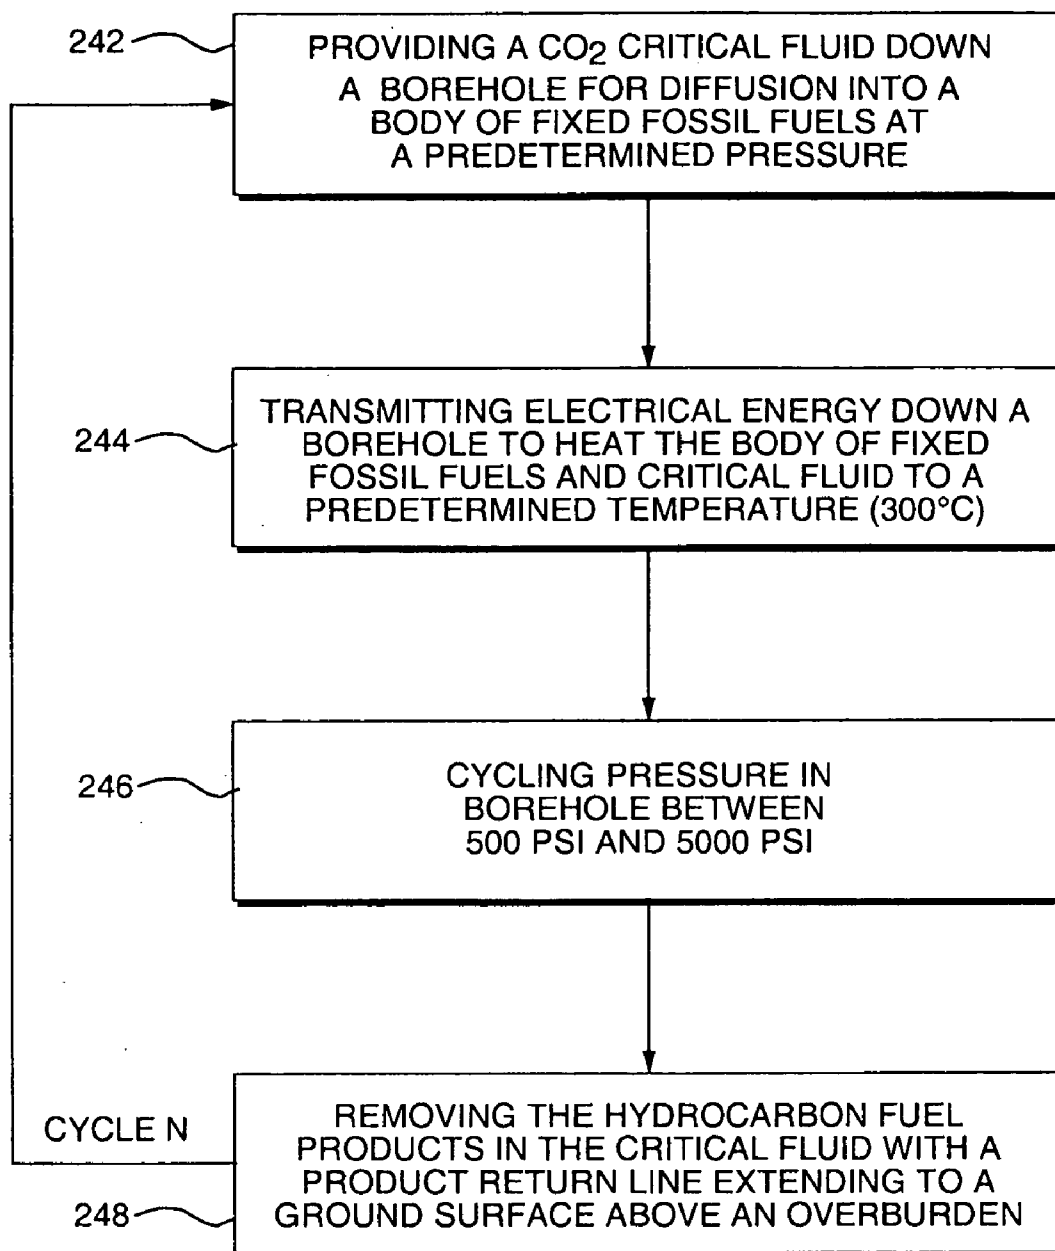 242
PROVIDING A CO2 CRITICAL FLUID DOWN
A BOREHOLE FOR DIFFUSION INTO A
BODY OF FIXED FOSSIL FUELS AT
A PREDETERMINED PRESSURE
244
TRANSMITTING ELECTRICAL ENERGY DOWN A
BOREHOLE TO HEAT THE BODY OF FIXED
FOSSIL FUELS AND CRITICAL FLUID TO A
PREDETERMINED TEMPERATURE (300°C)
246
CYCLING PRESSURE IN
BOREHOLE BETWEEN
500 PSI AND 5000 PSI
CYCLE N
248
REMOVING THE HYDROCARBON FUEL
PRODUCTS IN THE CRITICAL FLUID WITH A
PRODUCT RETURN LINE EXTENDING TO A
GROUND SURFACE ABOVE AN OVERBURDEN